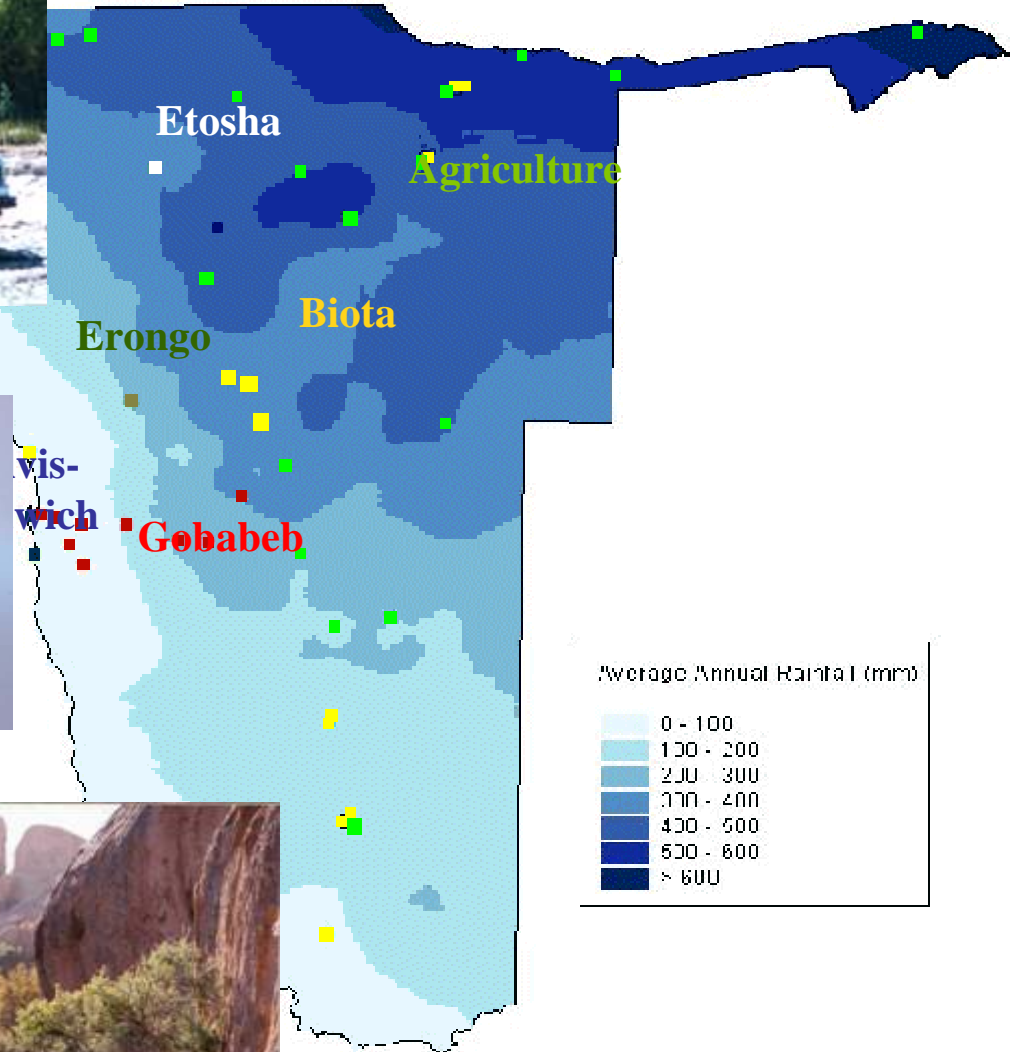 Etosha
Agriculture
Biota
Erongo
vis-
wich
Gobabeb
Average Annual Rainfall (mm)
0 - 100
100 - 200
200 - 300
300 - 400
400 - 500
500 - 600
> 600